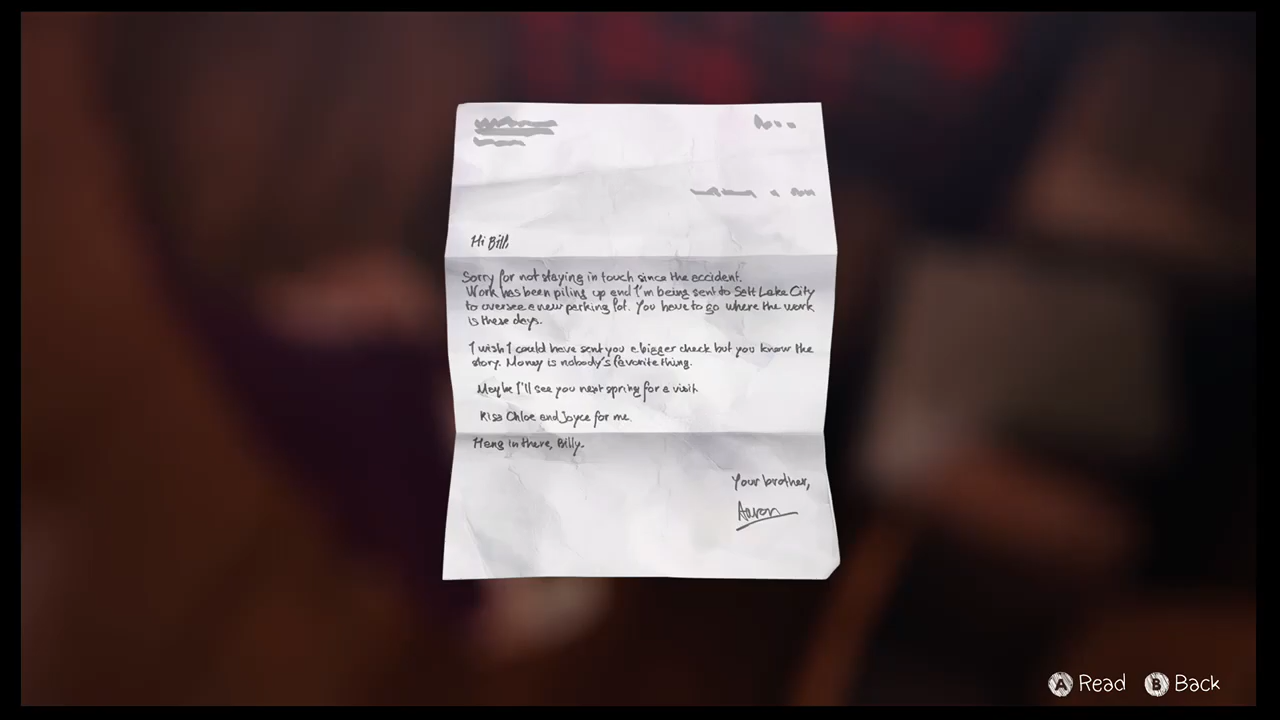 Hi Bill,
Sorry for not staying in touch since the accident.
Work has been piling up and I'm being sent to Salt Lake City
to oversee a new parking lot. You have to go where the work
is these days.
I wish I could have sent you a bigger check but you know the
story. Money is nobody's favorite thing.
Maybe I'll see you next spring for a visit.
Kiss Chloe and Joyce for me.
Hang in there, Billy.
Your brother,
Aaron
A Read B Back